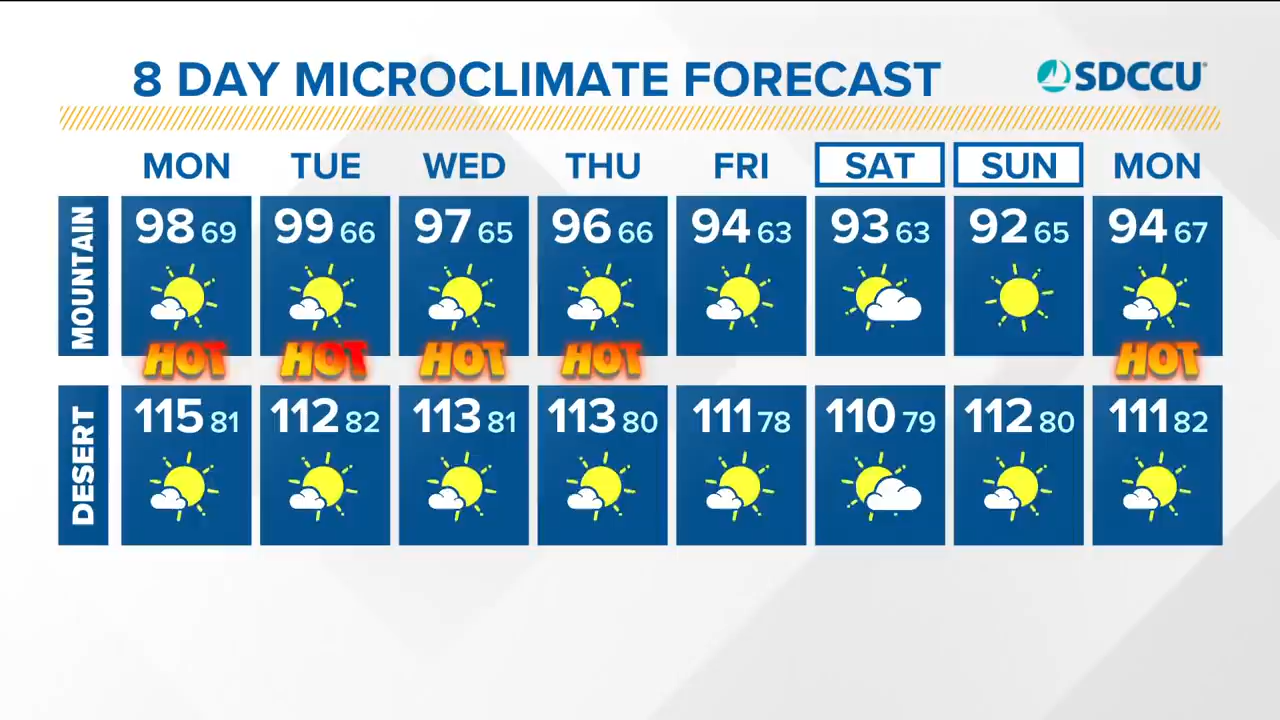 8 DAY MICROCLIMATE FORECAST
SDCCU®
MON TUE WED THU FRI SAT SUN MON
MOUNTAIN
98 69 99 66 97 65 96 66 94 63 93 63 92 65 94 67
HOT HOT HOT HOT HOT
DESERT
115 81 112 82 113 81 113 80 111 78 110 79 112 80 111 82